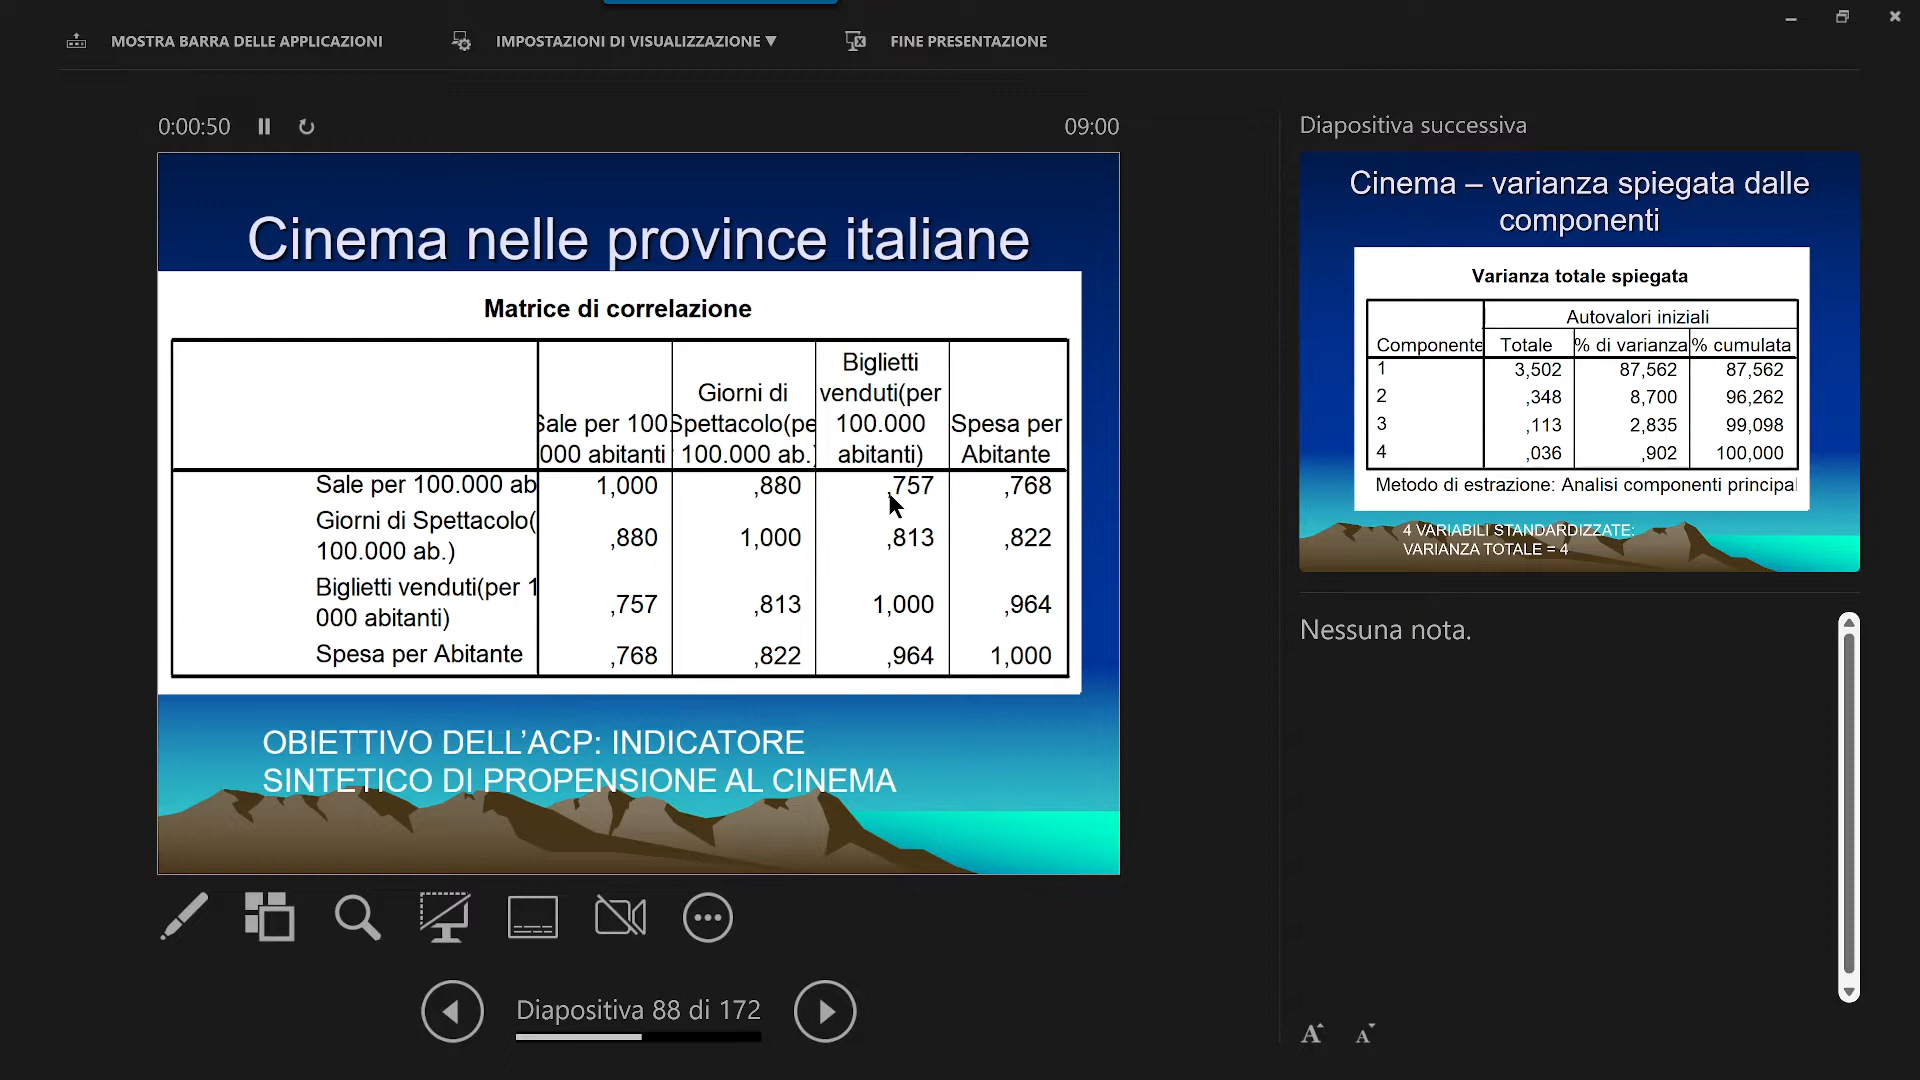 MOSTRA BARRA DELLE APPLICAZIONI
IMPOSTAZIONI DI VISUALIZZAZIONE ▼
FINE PRESENTAZIONE
0:00:50
09:00
Cinema nelle province italiane
Matrice di correlazione
Sale per 100 000 abitanti
Giorni di Spettacolo(pe 100.000 ab.)
Biglietti venduti(per 100.000 abitanti)
Spesa per Abitante
Sale per 100.000 ab 1,000 ,880 ,757 ,768
Giorni di Spettacolo(
100.000 ab.) ,880 1,000 ,813 ,822
Biglietti venduti(per 1
000 abitanti) ,757 ,813 1,000 ,964
Spesa per Abitante ,768 ,822 ,964 1,000
OBIETTIVO DELL’ACP: INDICATORE
SINTETICO DI PROPENSIONE AL CINEMA
Diapositiva 88 di 172
Diapositiva successiva
Cinema – varianza spiegata dalle
componenti
Varianza totale spiegata
Autovalori iniziali
Componente Totale % di varianza % cumulata
1 3,502 87,562 87,562
2 ,348 8,700 96,262
3 ,113 2,835 99,098
4 ,036 ,902 100,000
Metodo di estrazione: Analisi componenti principal
4 VARIABILI STANDARDIZZATE:
VARIANZA TOTALE = 4
Nessuna nota.
A A